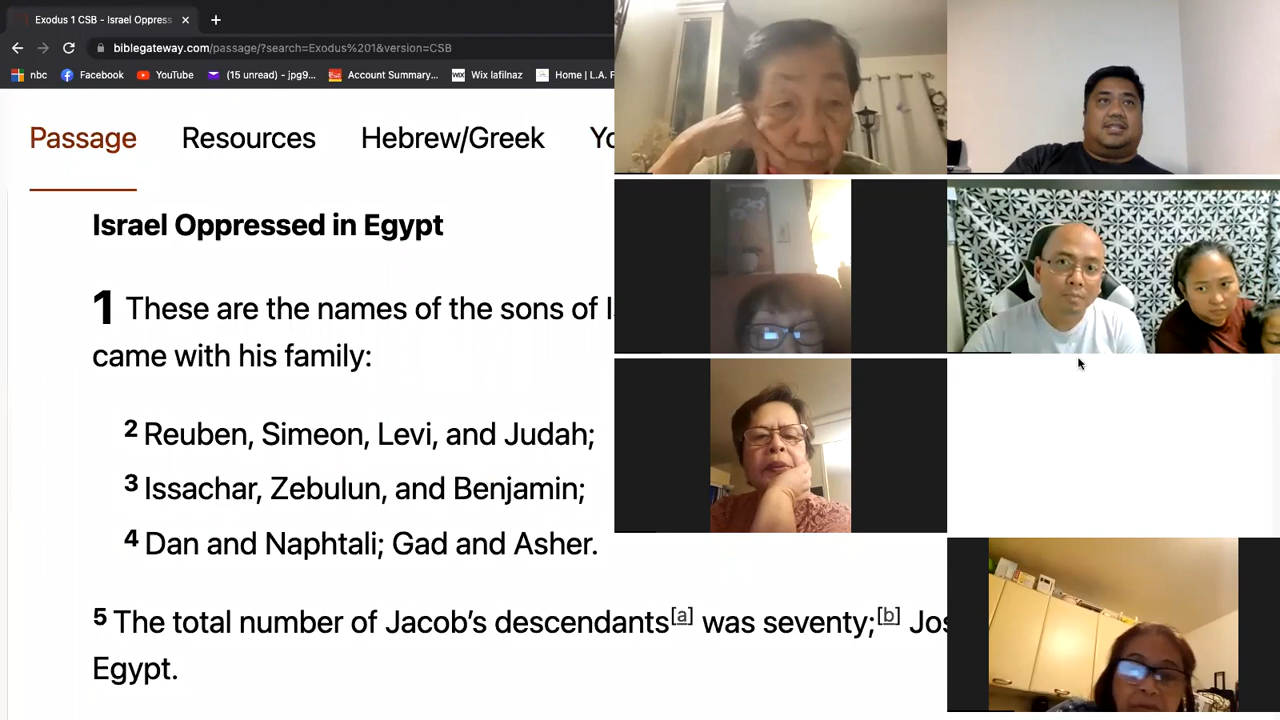 Exodus 1 CSB - Israel Oppress
biblegateway.com/passage/?search=Exodus%201&version=CSB
nbc Facebook YouTube (15 unread) - jpg9... Account Summary... Wix lafilnaz Home | L.A. F
Passage Resources Hebrew/Greek Yo
Israel Oppressed in Egypt
1 These are the names of the sons of I
came with his family:
2 Reuben, Simeon, Levi, and Judah;
3 Issachar, Zebulun, and Benjamin;
4 Dan and Naphtali; Gad and Asher.
5 The total number of Jacob's descendants[a] was seventy;[b] Jos
Egypt.